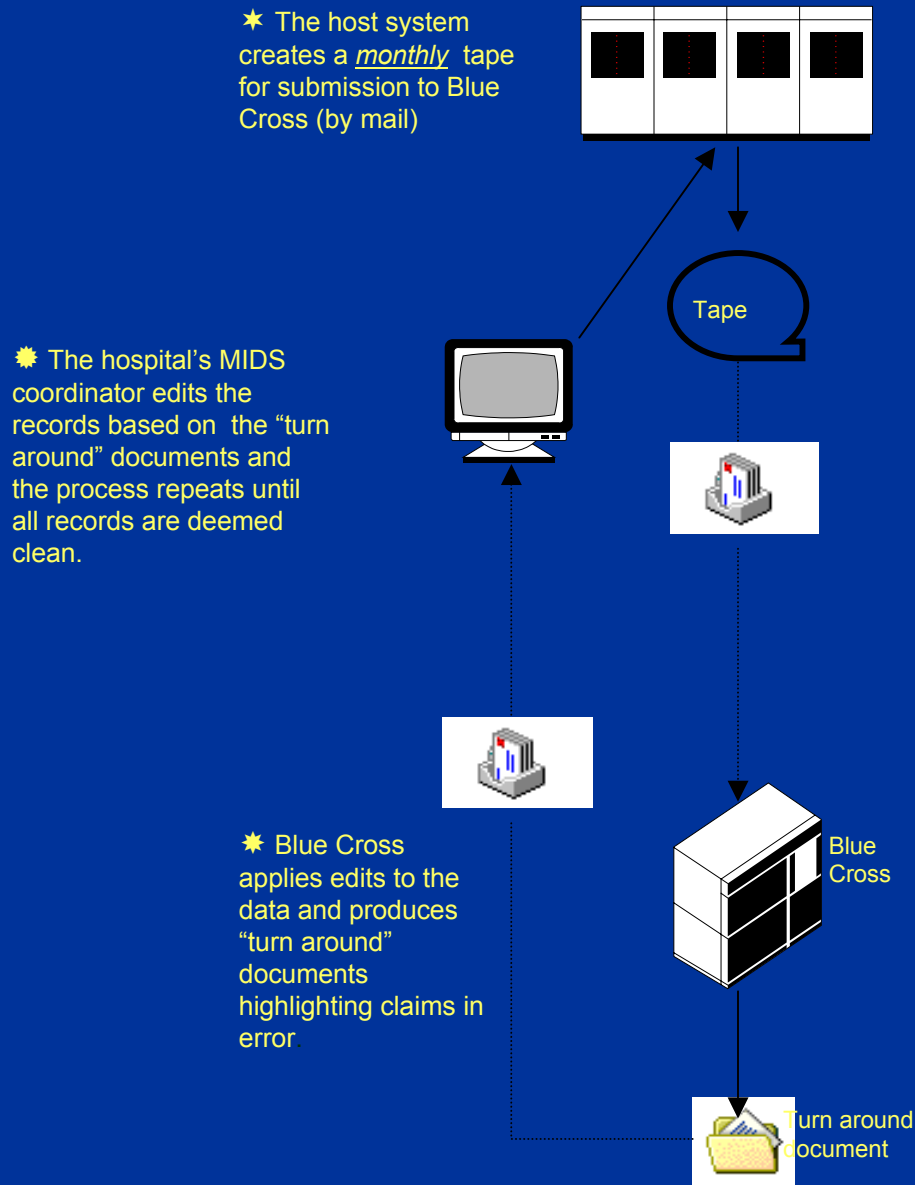 ✶ The host system
creates a monthly tape
for submission to Blue
Cross (by mail)
Tape
✹ The hospital's MIDS
coordinator edits the
records based on the “turn
around” documents and
the process repeats until
all records are deemed
clean.
✷ Blue Cross
applies edits to the
data and produces
“turn around”
documents
highlighting claims in
error.
Blue
Cross
Turn around
document